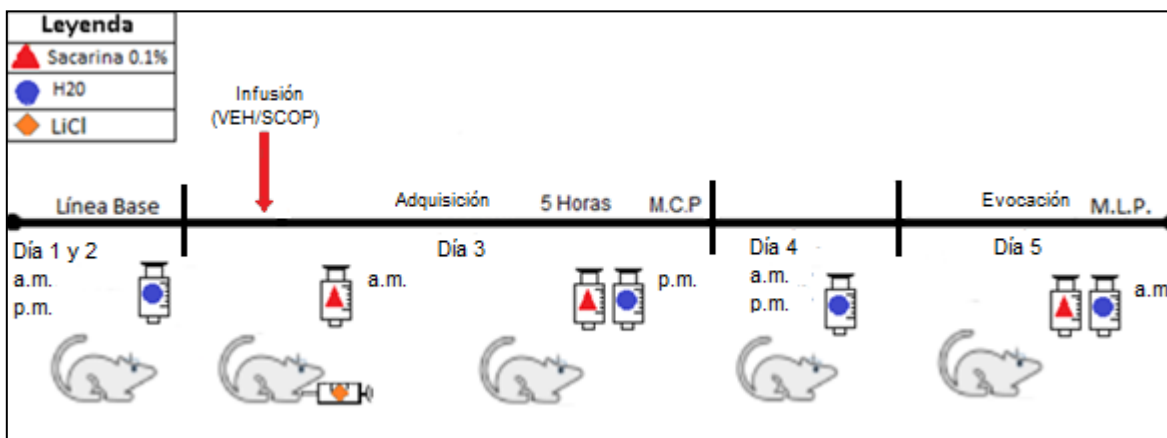 Leyenda
Sacarina 0.1%
H20
LiCl
Infusión
(VEH/SCOP)
Línea Base
Adquisición
5 Horas
M.C.P
Evocación
M.L.P.
Día 1 y 2
a.m.
p.m.
Día 3
a.m.
p.m.
Día 4
a.m.
p.m.
Día 5
a.m